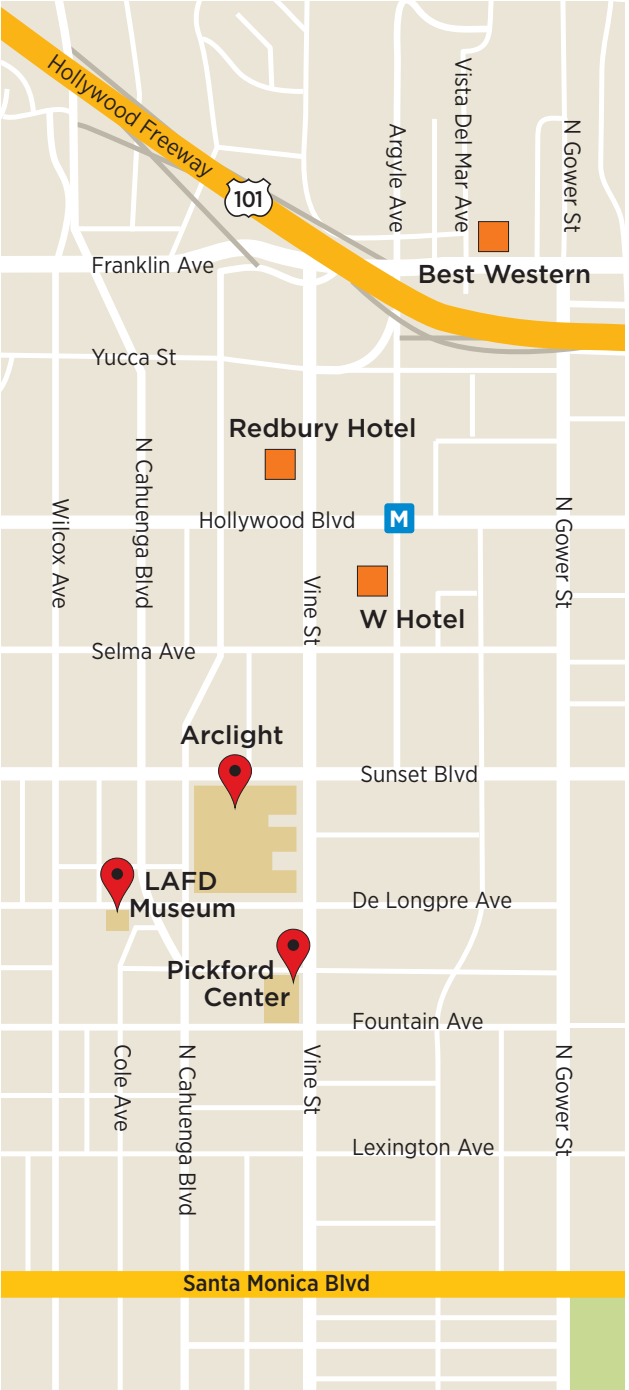 Hollywood Freeway
101
Vista Del Mar Ave
Argyle Ave
N Gower St
Franklin Ave
Best Western
Yucca St
Redbury Hotel
N Cahuenga Blvd
Wilcox Ave
Hollywood Blvd
M
N Gower St
Vine St
W Hotel
Selma Ave
Arclight
Sunset Blvd
LAFD
Museum
De Longpre Ave
Pickford
Center
Fountain Ave
Cole Ave
N Cahuenga Blvd
Vine St
N Gower St
Lexington Ave
Santa Monica Blvd